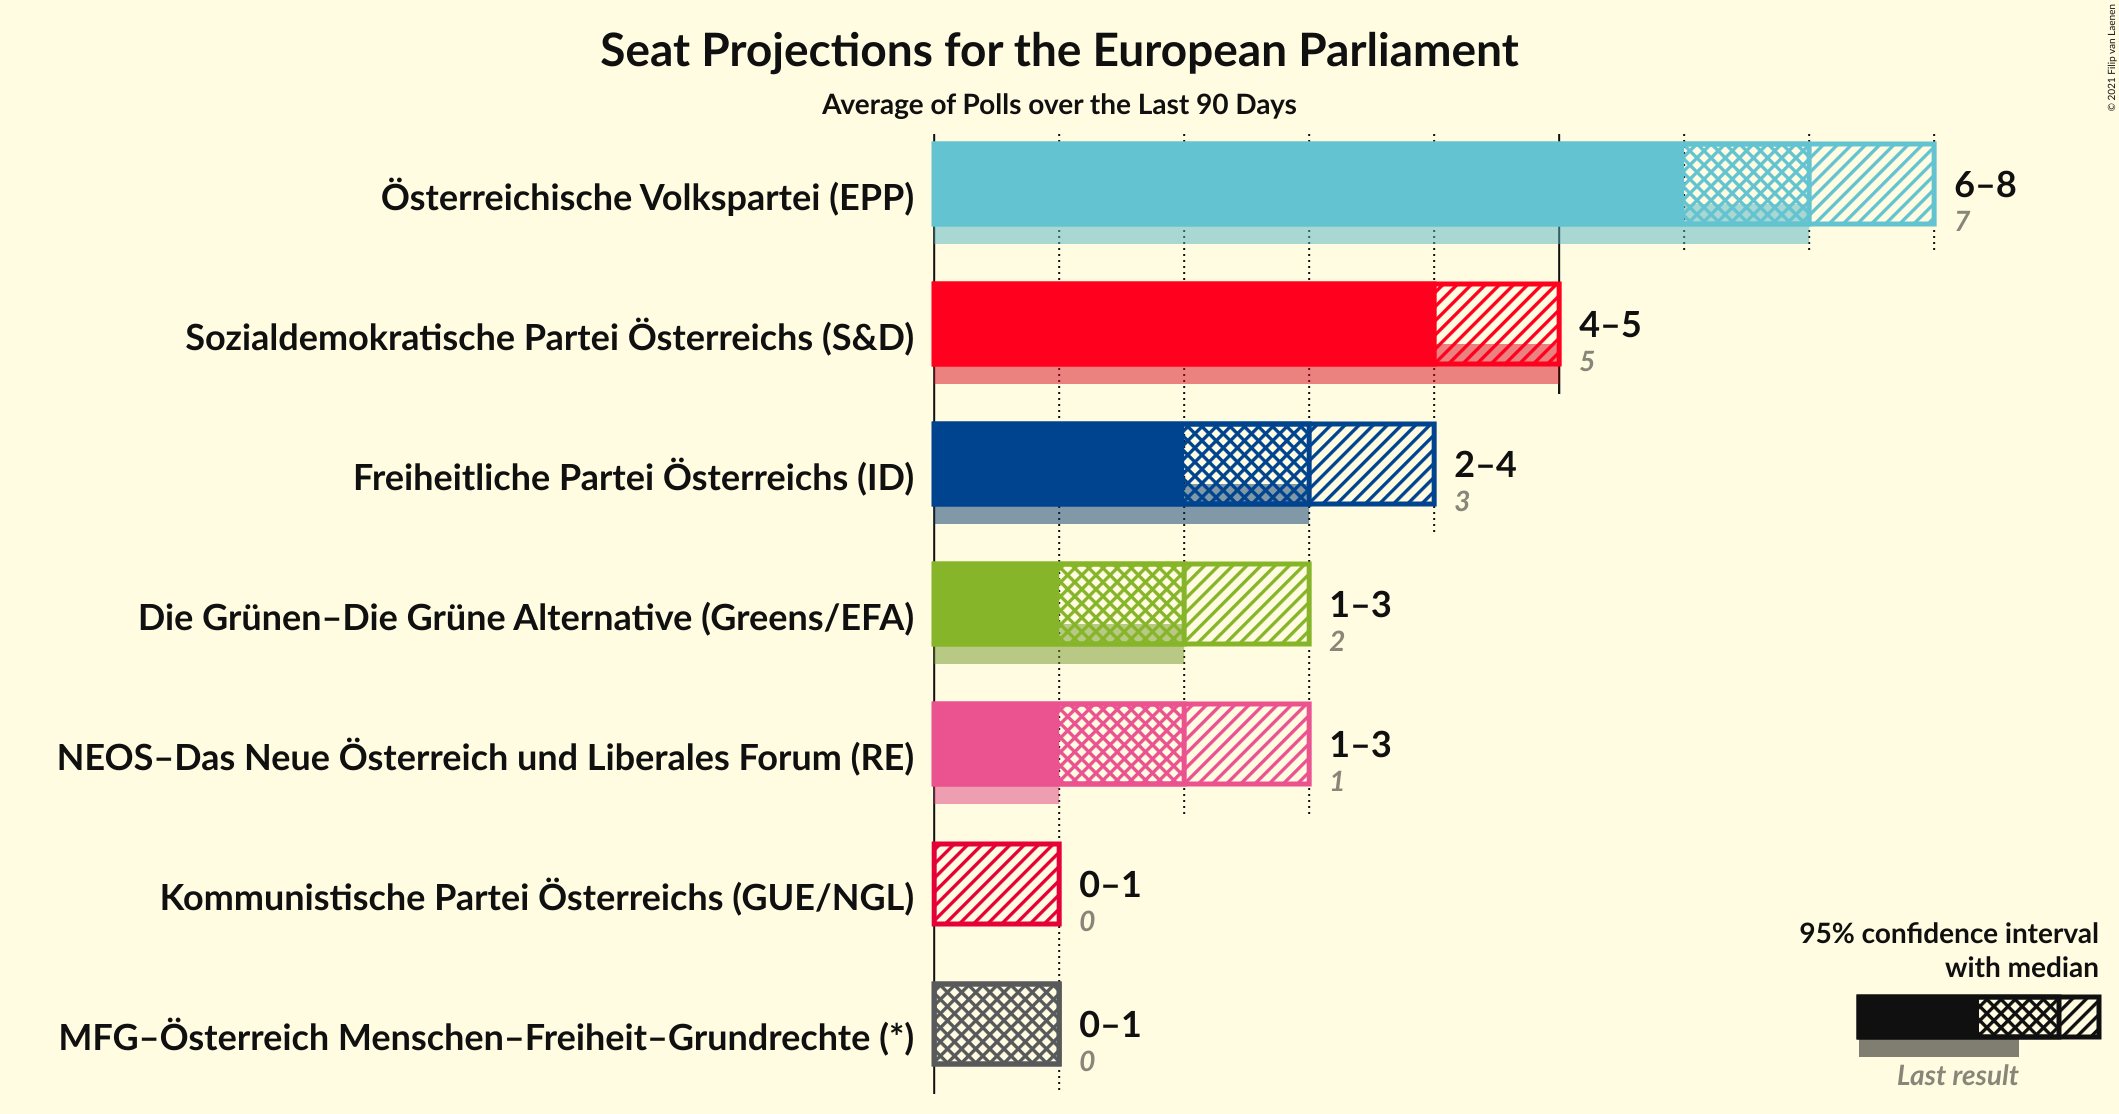 Seat Projections for the European Parliament
Average of Polls over the Last 90 Days
© 2021 Filip van Laenen
Österreichische Volkspartei (EPP)
6–8
7
Sozialdemokratische Partei Österreichs (S&D)
4–5
5
Freiheitliche Partei Österreichs (ID)
2–4
3
Die Grünen–Die Grüne Alternative (Greens/EFA)
1–3
2
NEOS–Das Neue Österreich und Liberales Forum (RE)
1–3
1
Kommunistische Partei Österreichs (GUE/NGL)
0–1
0
MFG–Österreich Menschen–Freiheit–Grundrechte (*)
0–1
0
95% confidence interval
with median
Last result